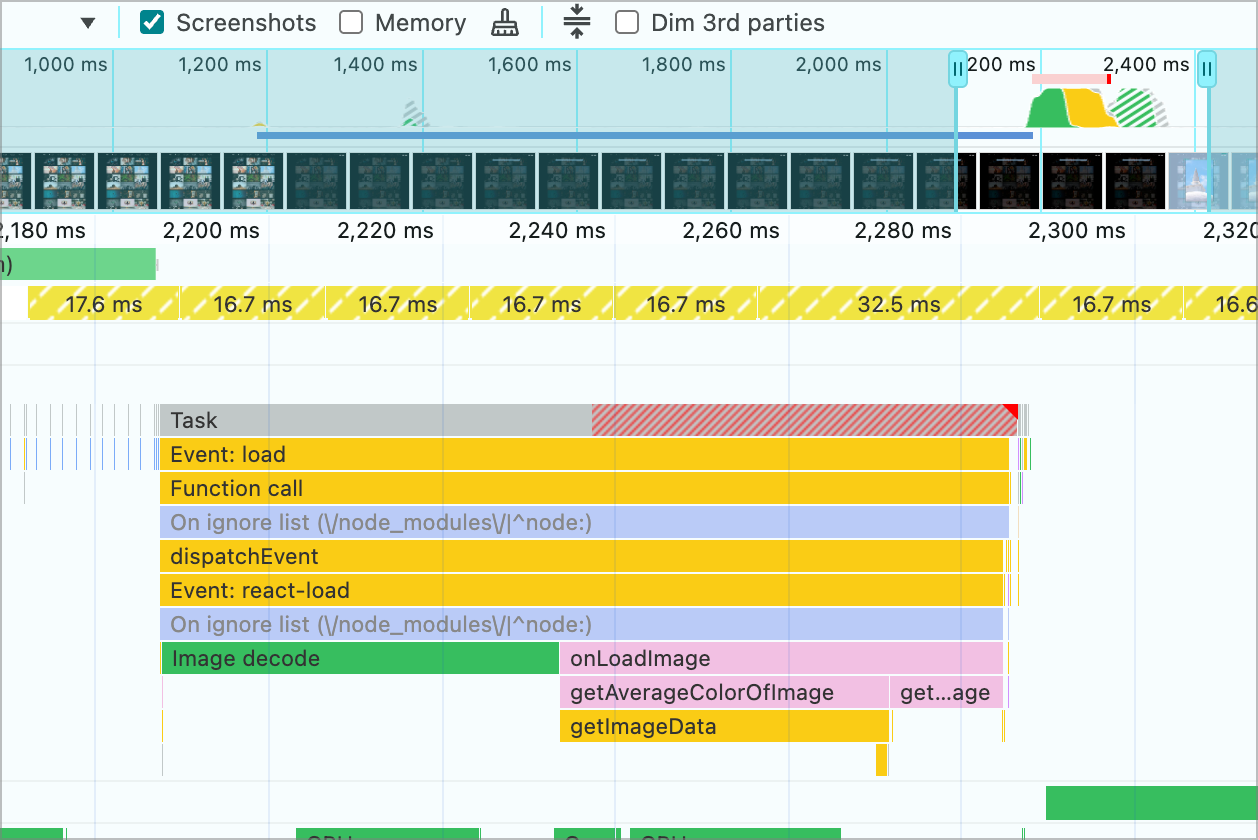 Screenshots Memory Dim 3rd parties
1,000 ms 1,200 ms 1,400 ms 1,600 ms 1,800 ms 2,000 ms 200 ms 2,400 ms
2,180 ms 2,200 ms 2,220 ms 2,240 ms 2,260 ms 2,280 ms 2,300 ms 2,320
)
17.6 ms 16.7 ms 16.7 ms 16.7 ms 16.7 ms 32.5 ms 16.7 ms 16.6
Task
Event: load
Function call
On ignore list (\/node_modules\/|^node:)
dispatchEvent
Event: react-load
On ignore list (\/node_modules\/|^node:)
Image decode onLoadImage
getAverageColorOfImage get…age
getImageData